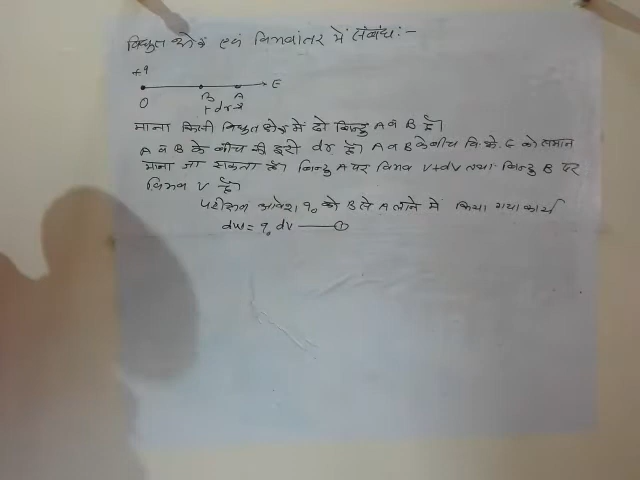 विद्युत क्षेत्र एवं विभवांतर में संबंध:-
+q E
O B A
dr
माना किसी विद्युत क्षेत्र में दो बिन्दु A व B है।
A व B के बीच की दूरी dr है। A व B के बीच वि. क्षे. E को समान
माना जा सकता है। बिन्दु A पर विभव V+dV तथा बिन्दु B पर
विभव V है।
परीक्षण आवेश q₀ को B से A लाने में किया गया कार्य
dw = q₀ dV ——①